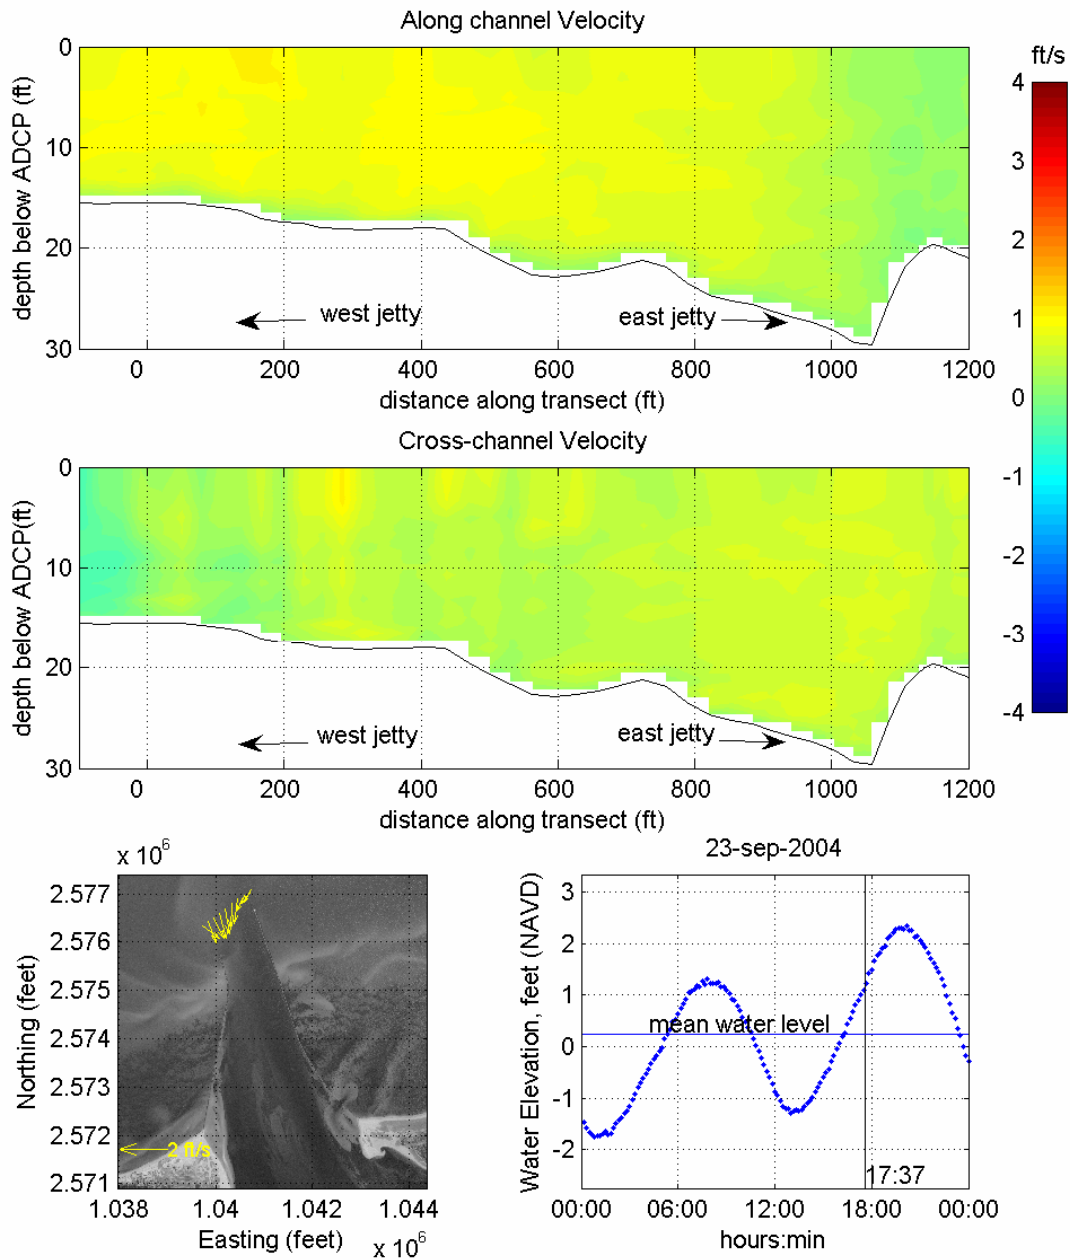 Along channel Velocity
ft/s
depth below ADCP (ft)
0
10
20
30
west jetty
east jetty
0 200 400 600 800 1000 1200
distance along transect (ft)
4
3
2
1
0
-1
-2
-3
-4
Cross-channel Velocity
depth below ADCP(ft)
0
10
20
30
west jetty
east jetty
0 200 400 600 800 1000 1200
distance along transect (ft)
x 10⁶
Northing (feet)
2.577
2.576
2.575
2.574
2.573
2.572
2.571
2 ft/s
1.038 1.04 1.042 1.044
Easting (feet)
x 10⁶
23-sep-2004
Water Elevation, feet (NAVD)
3
2
1
0
-1
-2
mean water level
17:37
00:00 06:00 12:00 18:00 00:00
hours:min